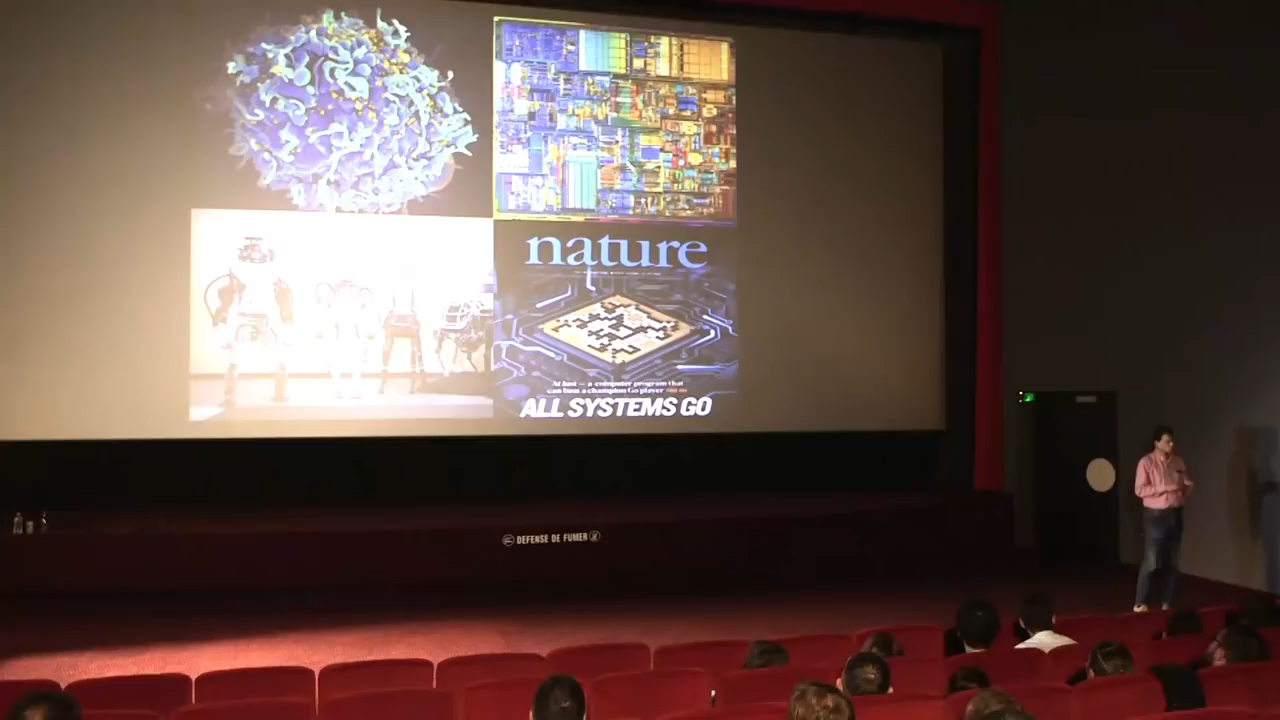 nature
At last — a computer program that
can beat a champion Go player
ALL SYSTEMS GO
DEFENSE DE FUMER